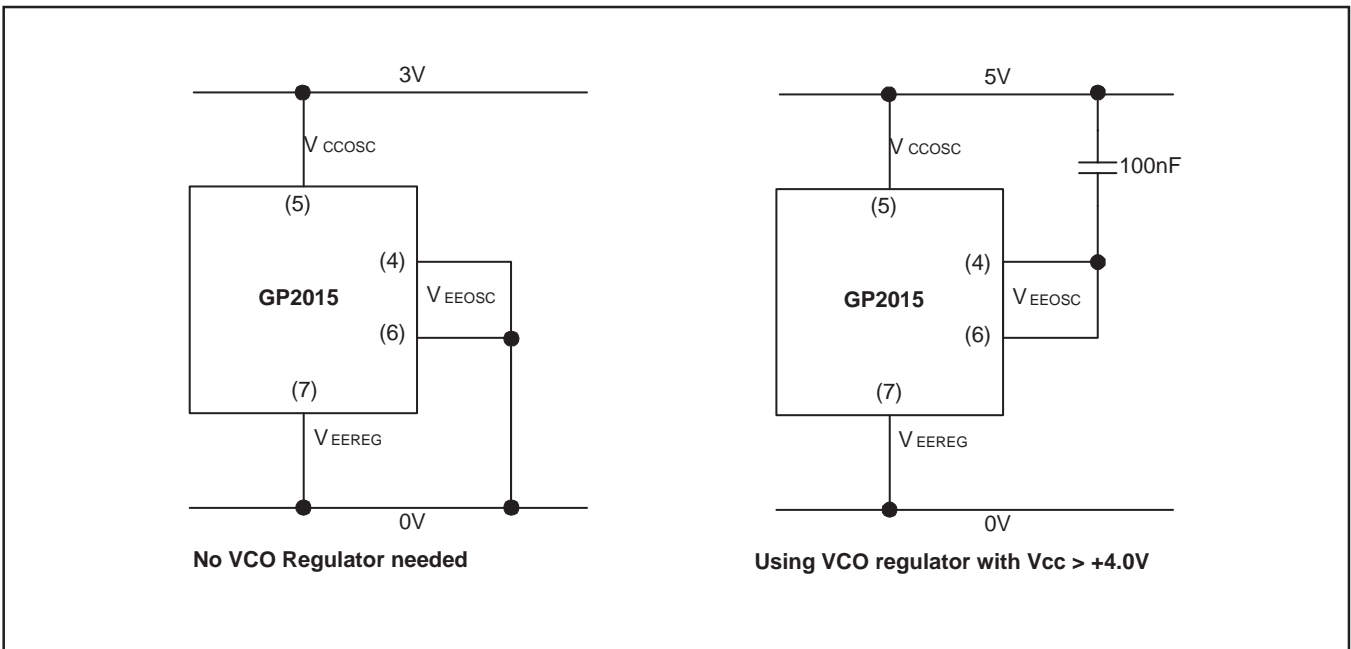 3V
V CCOSC
(5)
(4)
GP2015
V EEOSC
(6)
(7)
V EEREG
0V
No VCO Regulator needed
5V
V CCOSC
100nF
(5)
(4)
GP2015
V EEOSC
(6)
(7)
V EEREG
0V
Using VCO regulator with Vcc > +4.0V